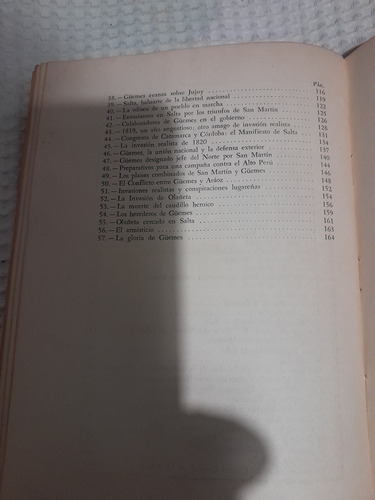 Pág.
38.—Güemes avanza sobre Jujuy 116
39.—Salta, baluarte de la libertad nacional 119
40.—La odisea de un pueblo en marcha 122
41.—Entusiasmo en Salta por los triunfos de San Martín 125
42.—Colaboradores de Güemes en el gobierno 126
43.—1819, un año angustioso; otro amago de invasión realista 128
44.—Congreso de Catamarca y Córdoba: el Manifiesto de Salta 131
45.—La invasión realista de 1820 134
46.—Güemes, la unión nacional y la defensa exterior 137
47.—Güemes designado jefe del Norte por San Martín 140
48.—Preparativos para esta campaña contra el Alto Perú 144
49.—Los planes combinados de San Martín y Güemes 146
50.—El Conflicto entre Güemes y Aráoz 148
51.—Invasiones realistas y conspiraciones lugareñas 152
52.—La Invasión de Olañeta 154
53.—La muerte del caudillo heroico 156
54.—Los herederos de Güemes 159
55.—Olañeta cercado en Salta 161
56.—El armisticio 163
57.—La gloria de Güemes 164